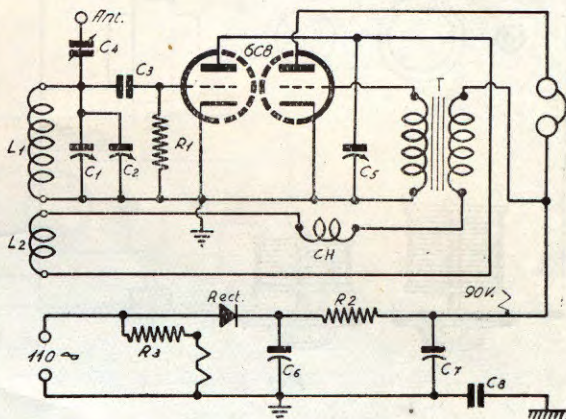 Ant.
C4
6C8
C3
T
L1
R1
C1
C2
C5
L2
CH
90V.
Rect.
R2
110 ∞
R3
C6
C7
C8